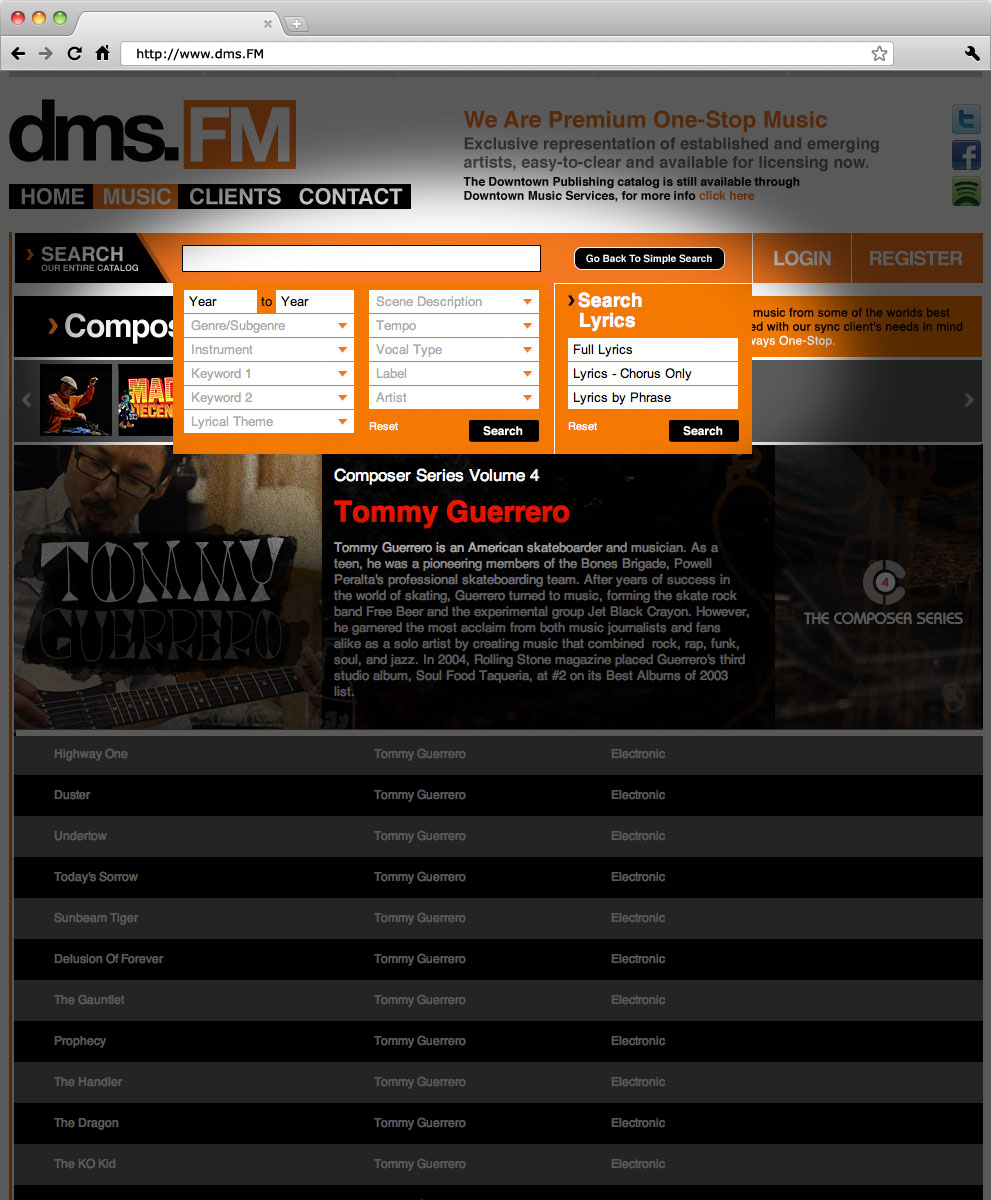 http://www.dms.FM
dms.FM
We Are Premium One-Stop Music
Exclusive representation of established and emerging
artists, easy-to-clear and available for licensing now.
The Downtown Publishing catalog is still available through
Downtown Music Services, for more info click here
HOME MUSIC CLIENTS CONTACT
SEARCH
OUR ENTIRE CATALOG
Go Back To Simple Search
LOGIN REGISTER
Year to Year
Genre/Subgenre
Instrument
Keyword 1
Keyword 2
Lyrical Theme
Scene Description
Tempo
Vocal Type
Label
Artist
Reset Search
Search
Lyrics
Full Lyrics
Lyrics - Chorus Only
Lyrics by Phrase
Reset Search
Compos
music from some of the worlds best
ed with our sync client's needs in mind
ways One-Stop.
MAD
DECENT
TOMMY
GUERRERO
Composer Series Volume 4
Tommy Guerrero
Tommy Guerrero is an American skateboarder and musician. As a
teen, he was a pioneering members of the Bones Brigade, Powell
Peralta's professional skateboarding team. After years of success in
the world of skating, Guerrero turned to music, forming the skate rock
band Free Beer and the experimental group Jet Black Crayon. However,
he garnered the most acclaim from both music journalists and fans
alike as a solo artist by creating music that combined rock, rap, funk,
soul, and jazz. In 2004, Rolling Stone magazine placed Guerrero's third
studio album, Soul Food Taqueria, at #2 on its Best Albums of 2003
list.
4
THE COMPOSER SERIES
Highway One Tommy Guerrero Electronic
Duster Tommy Guerrero Electronic
Undertow Tommy Guerrero Electronic
Today's Sorrow Tommy Guerrero Electronic
Sunbeam Tiger Tommy Guerrero Electronic
Delusion Of Forever Tommy Guerrero Electronic
The Gauntlet Tommy Guerrero Electronic
Prophecy Tommy Guerrero Electronic
The Handler Tommy Guerrero Electronic
The Dragon Tommy Guerrero Electronic
The KO Kid Tommy Guerrero Electronic